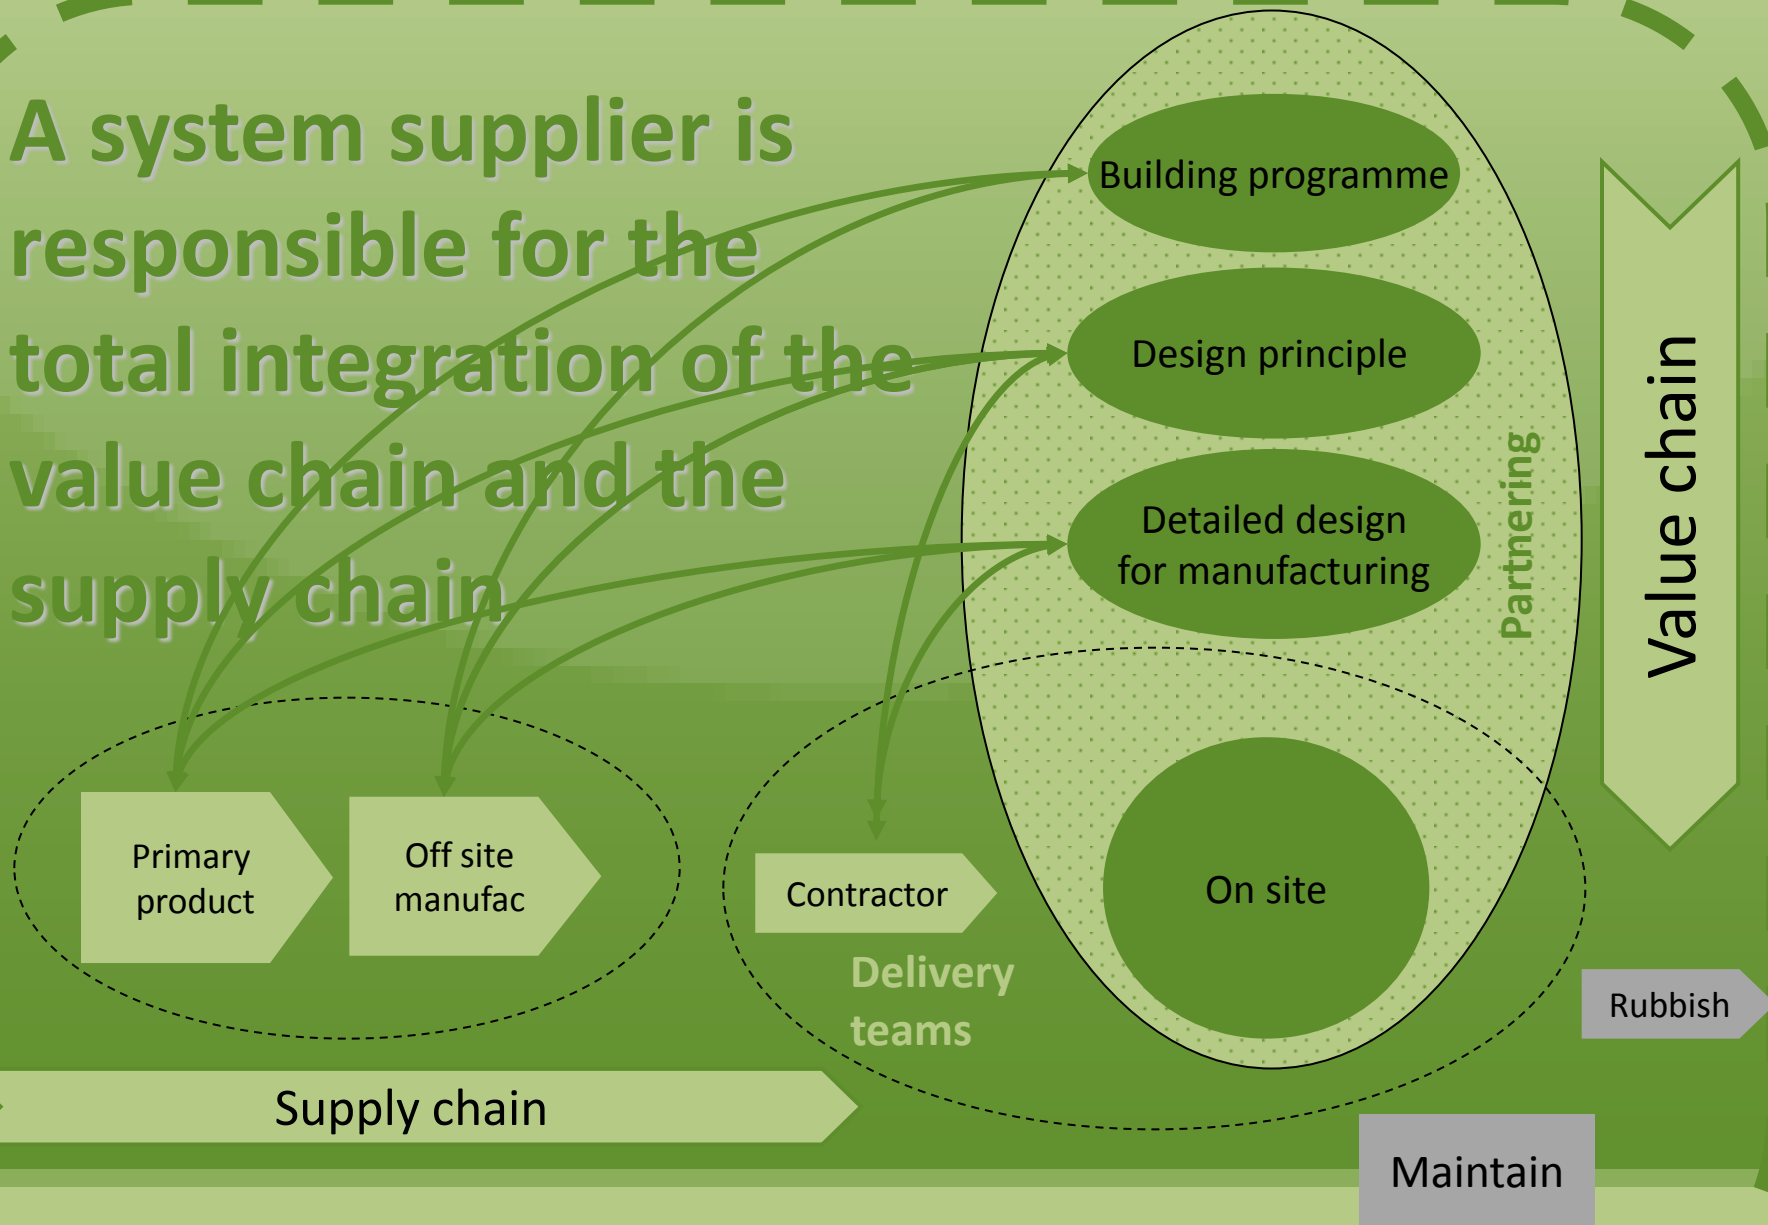 A system supplier is
responsible for the
total integration of the
value chain and the
supply chain
Building programme
Design principle
Detailed design
for manufacturing
Partnering
Value chain
Primary
product
Off site
manufac
Contractor
On site
Delivery
teams
Rubbish
Supply chain
Maintain